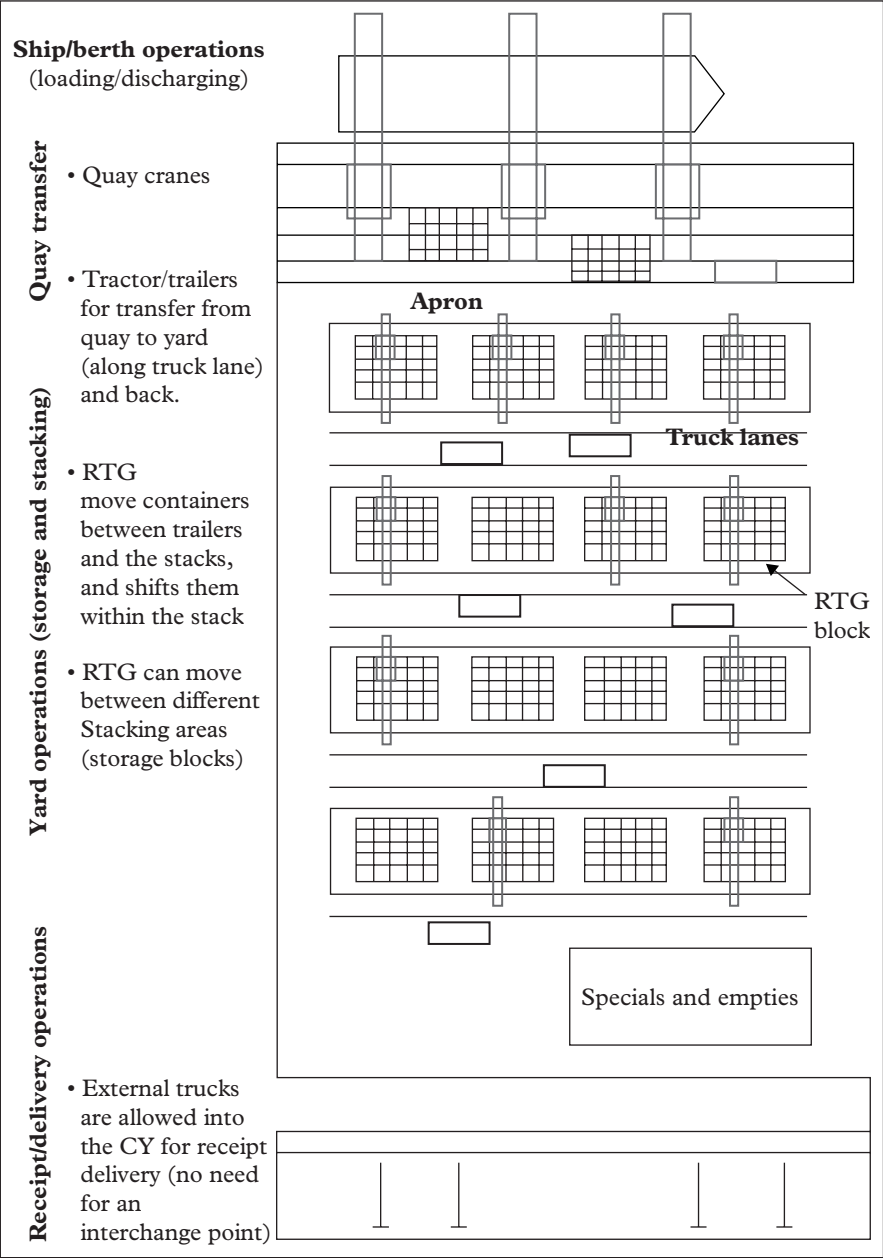 Ship/berth operations
(loading/discharging)
Quay transfer
• Quay cranes
• Tractor/trailers
for transfer from
quay to yard
(along truck lane)
and back.
Apron
Truck lanes
Yard operations (storage and stacking)
• RTG
move containers
between trailers
and the stacks,
and shifts them
within the stack
RTG
block
• RTG can move
between different
Stacking areas
(storage blocks)
Specials and empties
Receipt/delivery operations
• External trucks
are allowed into
the CY for receipt
delivery (no need
for an
interchange point)